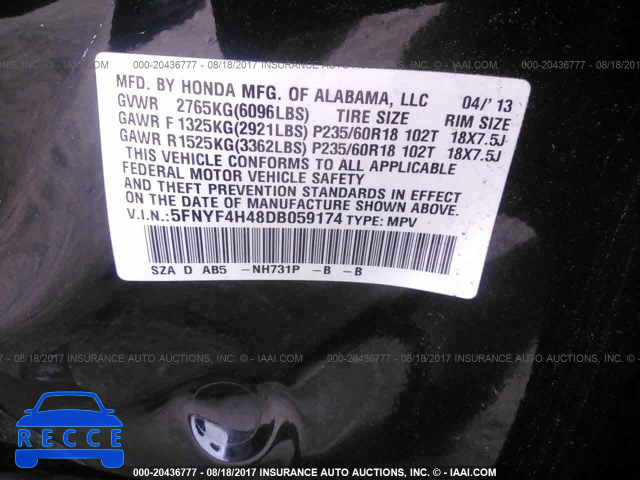 000-20436777 - 08/18/2017 INSURANCE AUTO AUCTIONS, INC. - © IAAI.COM
MFD. BY HONDA MFG. OF ALABAMA, LLC 04/'13
GVWR 2765KG(6096LBS) TIRE SIZE RIM SIZE
GAWR F 1325KG(2921LBS) P235/60R18 102T 18X7.5J
GAWR R 1525KG(3362LBS) P235/60R18 102T 18X7.5J
THIS VEHICLE CONFORMS TO ALL APPLICABLE
FEDERAL MOTOR VEHICLE SAFETY
AND THEFT PREVENTION STANDARDS IN EFFECT
ON THE DATE OF MANUFACTURE SHOWN ABOVE.
V.I.N.:5FNYF4H48DB059174 TYPE: MPV
SZA D AB5 -NH731P -B -B
000-20436777 - 08/18/2017 INSURANCE AUTO AUCTIONS, INC. - © IAAI.COM
RECCE
000-20436777 - 08/18/2017 INSURANCE AUTO AUCTIONS, INC. - © IAAI.COM